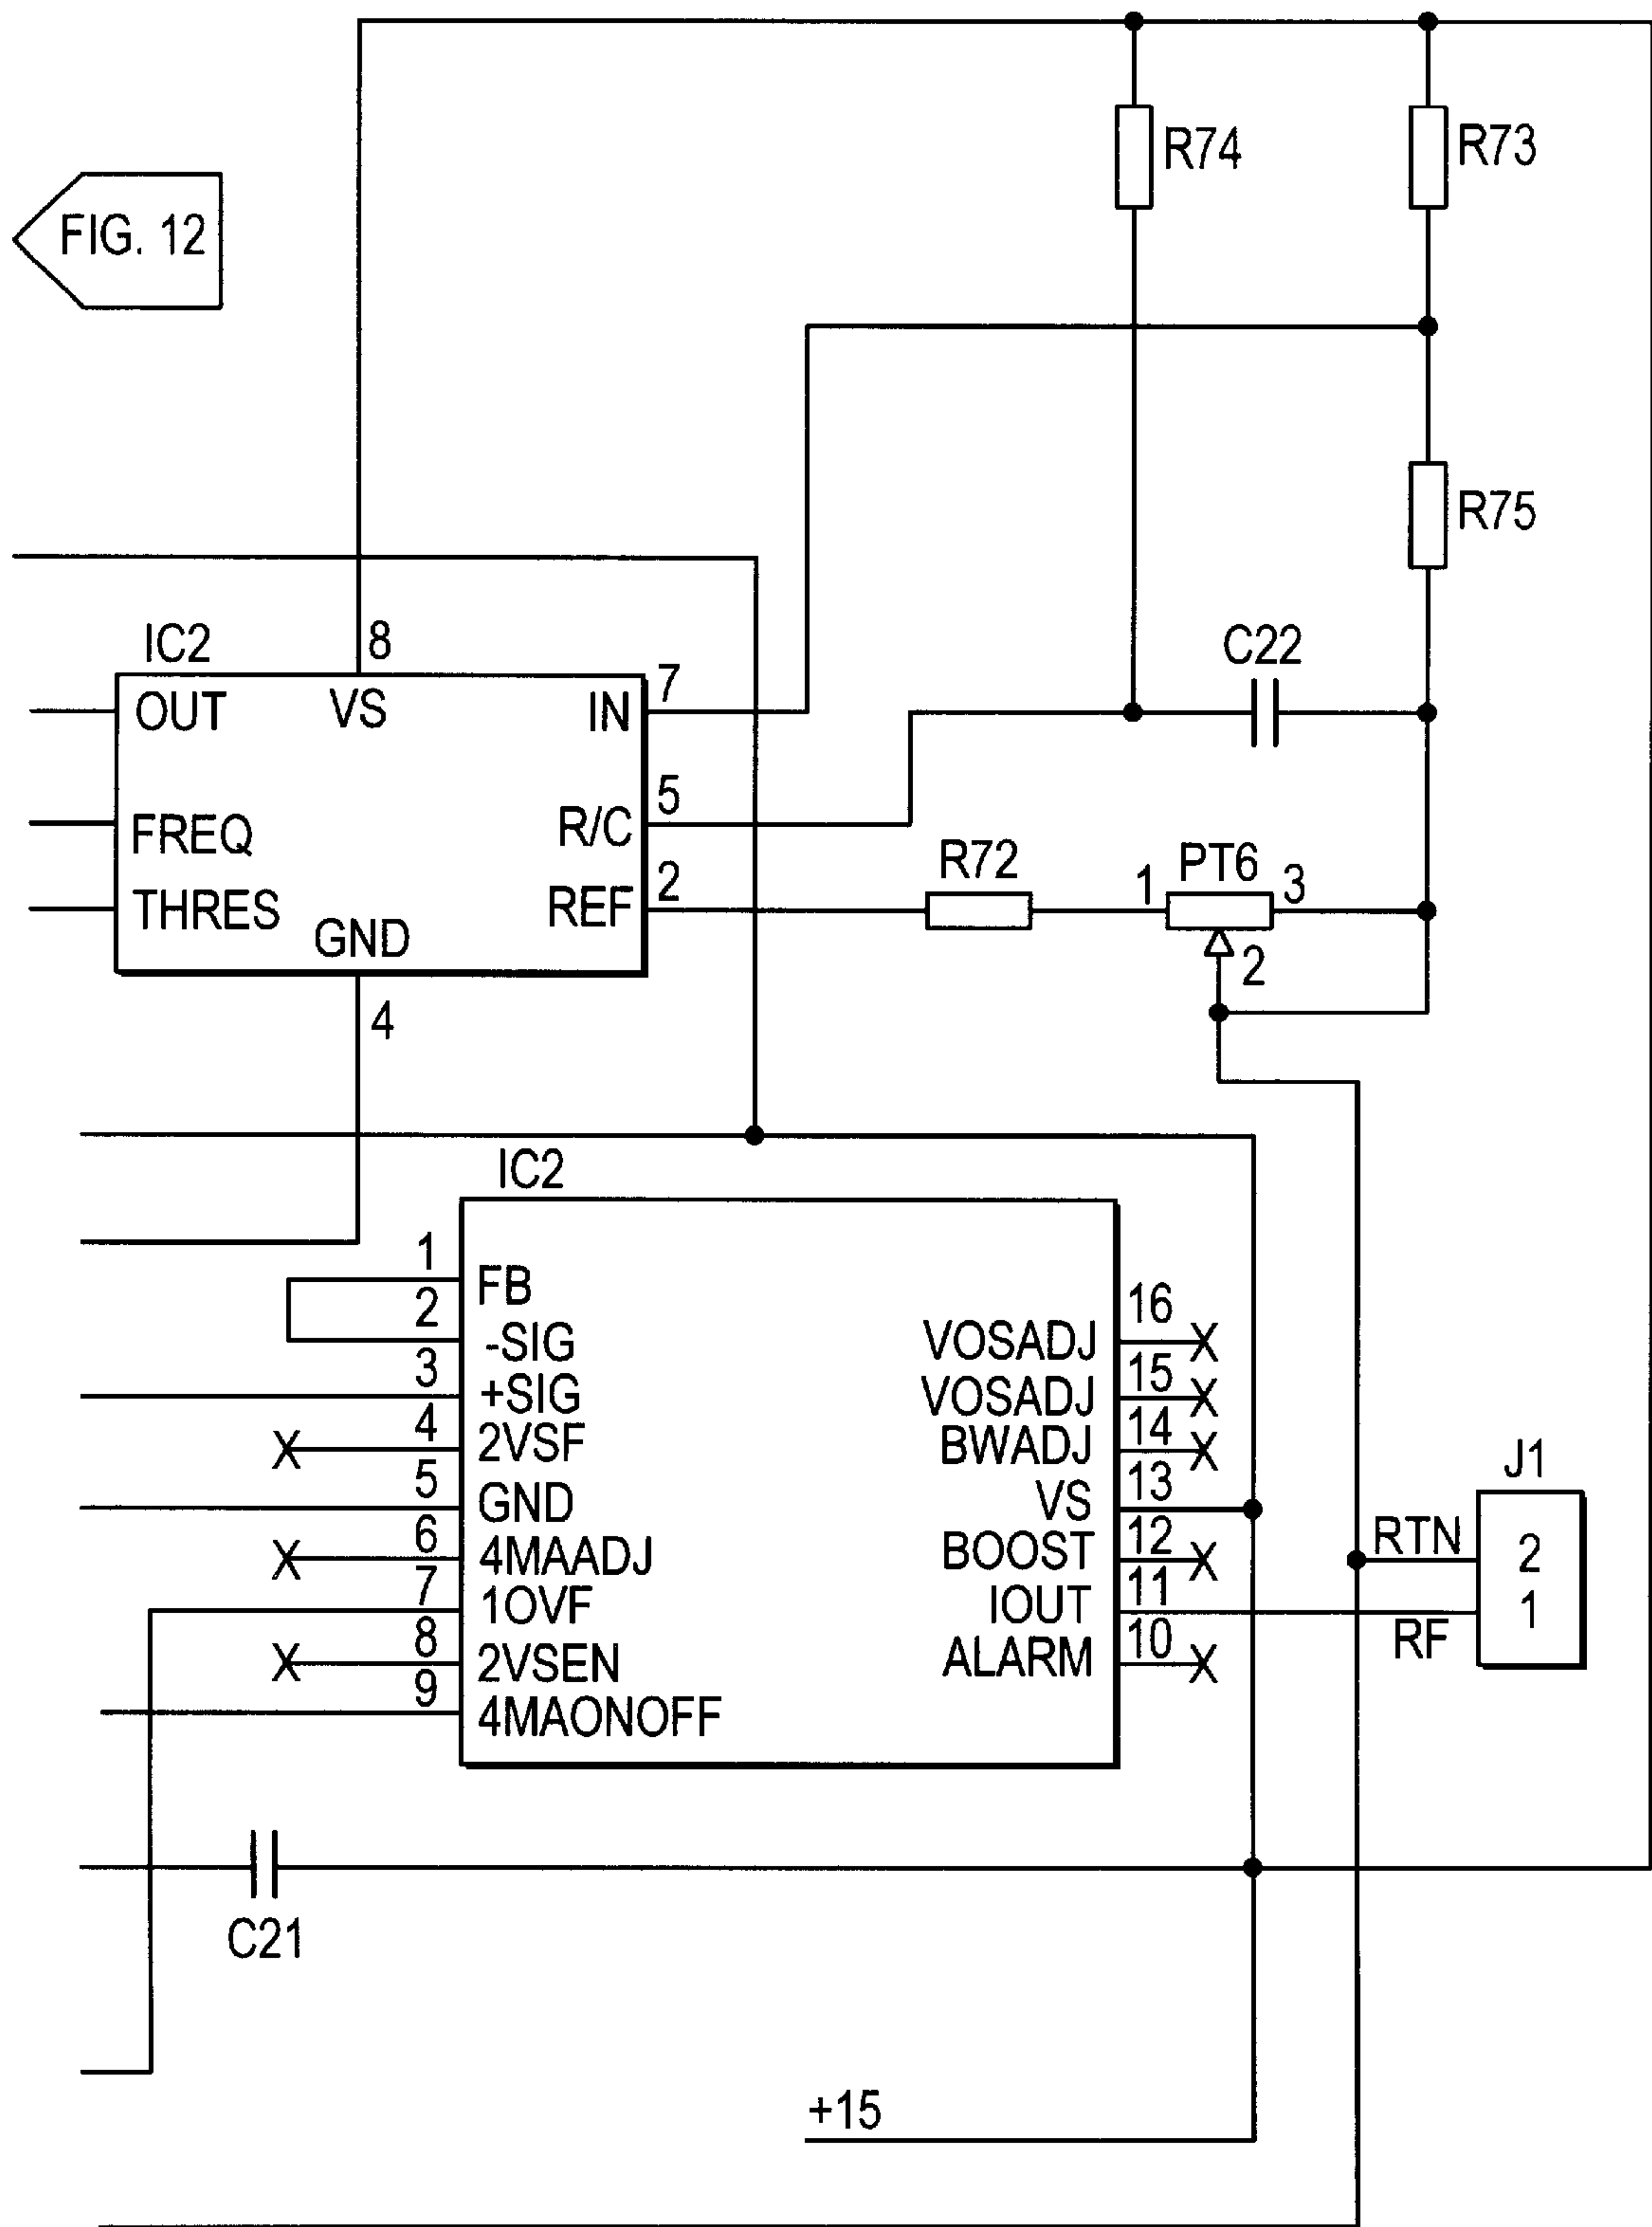 R74
R73
FIG. 12
R75
IC2
8
C22
OUT
VS
IN
7
FREQ
R/C
5
R72
PT6
THRES
REF
2
1
3
GND
2
4
IC2
1
FB
2
-SIG
VOSADJ
16
3
+SIG
VOSADJ
15
4
2VSF
BWADJ
14
J1
5
GND
VS
13
6
4MAADJ
BOOST
12
RTN
2
7
1OVF
IOUT
11
RF
1
8
2VSEN
ALARM
10
9
4MAONOFF
C21
+15